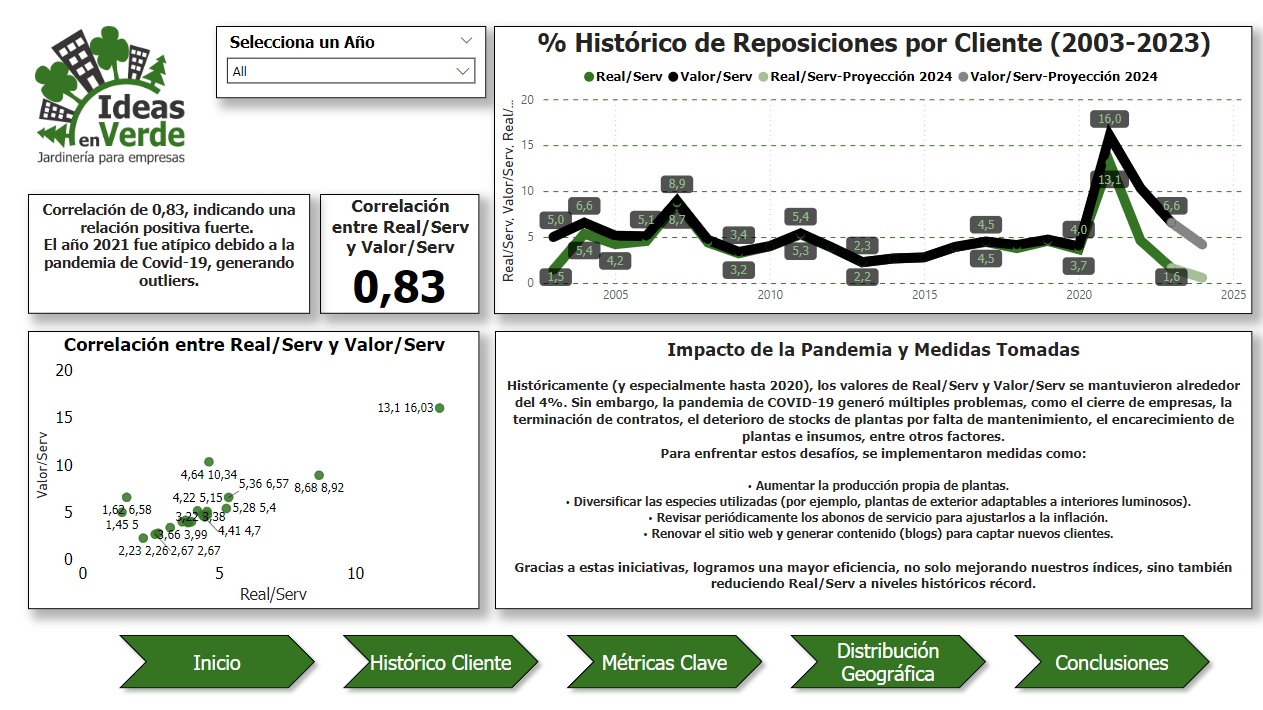 Ideas
en Verde
Jardinería para empresas
Selecciona un Año
All
% Histórico de Reposiciones por Cliente (2003-2023)
Real/Serv Valor/Serv Real/Serv-Proyección 2024 Valor/Serv-Proyección 2024
Real/Serv, Valor/Serv, Real/...
20
15
10
5
0
5,0
1,5
6,6
5,4
4,2
5,1
8,9
8,7
3,4
3,2
5,4
5,3
2,3
2,2
4,5
4,5
4,0
3,7
16,0
13,1
6,6
1,6
2005
2010
2015
2020
2025
Correlación de 0,83, indicando una
relación positiva fuerte.
El año 2021 fue atípico debido a la
pandemia de Covid-19, generando
outliers.
Correlación
entre Real/Serv
y Valor/Serv
0,83
Correlación entre Real/Serv y Valor/Serv
Valor/Serv
20
15
10
5
0
13,1 16,03
4,64 10,34
5,36 6,57
8,68 8,92
4,22 5,15
1,62 6,58
5,28 5,4
1,45 5
3,22 3,38
4,41 4,7
3,66 3,99
2,23 2,26
2,67 2,67
0
5
10
Real/Serv
Impacto de la Pandemia y Medidas Tomadas
Históricamente (y especialmente hasta 2020), los valores de Real/Serv y Valor/Serv se mantuvieron alrededor
del 4%. Sin embargo, la pandemia de COVID-19 generó múltiples problemas, como el cierre de empresas, la
terminación de contratos, el deterioro de stocks de plantas por falta de mantenimiento, el encarecimiento de
plantas e insumos, entre otros factores.
Para enfrentar estos desafíos, se implementaron medidas como:
• Aumentar la producción propia de plantas.
• Diversificar las especies utilizadas (por ejemplo, plantas de exterior adaptables a interiores luminosos).
• Revisar periódicamente los abonos de servicio para ajustarlos a la inflación.
• Renovar el sitio web y generar contenido (blogs) para captar nuevos clientes.
Gracias a estas iniciativas, logramos una mayor eficiencia, no solo mejorando nuestros índices, sino también
reduciendo Real/Serv a niveles históricos récord.
Inicio
Histórico Cliente
Métricas Clave
Distribución
Geográfica
Conclusiones